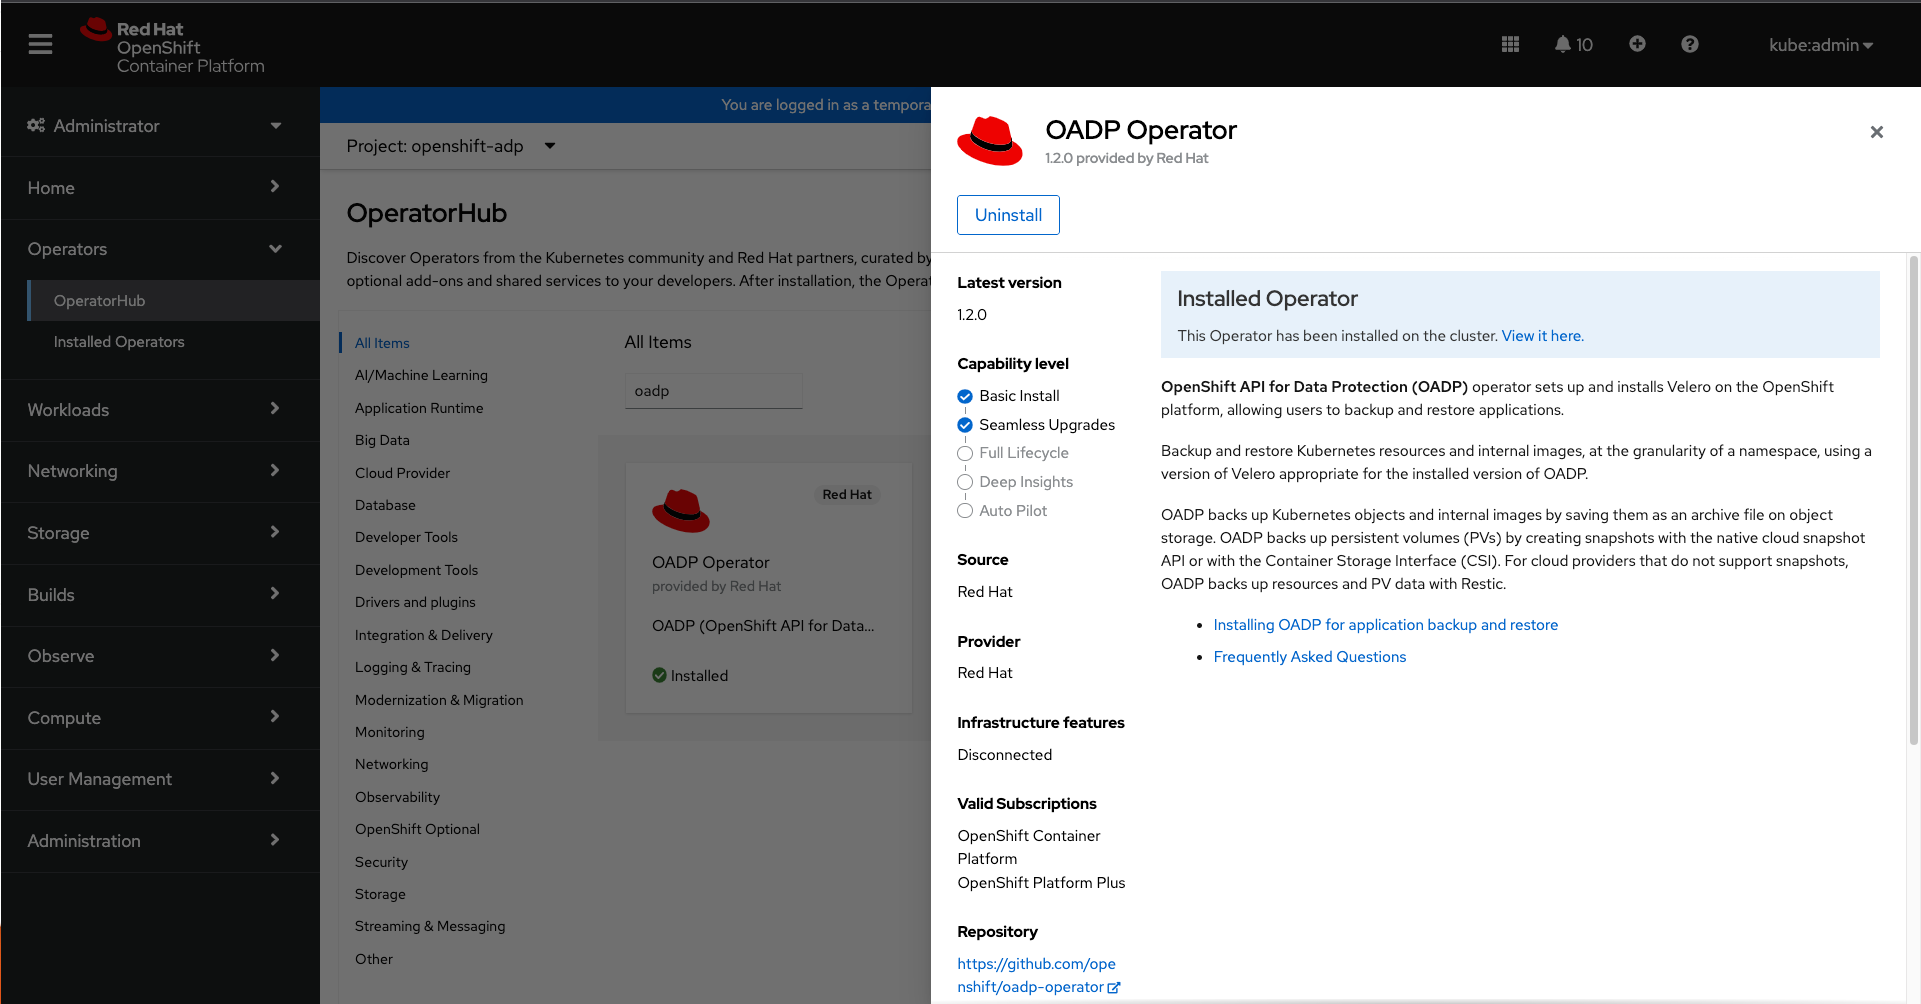 Red Hat
OpenShift
Container Platform
10
kube:admin
Administrator
Home
Operators
OperatorHub
Installed Operators
Workloads
Networking
Storage
Builds
Observe
Compute
User Management
Administration
You are logged in as a tempora
Project: openshift-adp
OperatorHub
Discover Operators from the Kubernetes community and Red Hat partners, curated by
optional add-ons and shared services to your developers. After installation, the Operat
All Items
AI/Machine Learning
Application Runtime
Big Data
Cloud Provider
Database
Developer Tools
Development Tools
Drivers and plugins
Integration & Delivery
Logging & Tracing
Modernization & Migration
Monitoring
Networking
Observability
OpenShift Optional
Security
Storage
Streaming & Messaging
Other
All Items
oadp
Red Hat
OADP Operator
provided by Red Hat
OADP (OpenShift API for Data...
Installed
OADP Operator
1.2.0 provided by Red Hat
Uninstall
Latest version
1.2.0
Capability level
Basic Install
Seamless Upgrades
Full Lifecycle
Deep Insights
Auto Pilot
Source
Red Hat
Provider
Red Hat
Infrastructure features
Disconnected
Valid Subscriptions
OpenShift Container
Platform
OpenShift Platform Plus
Repository
https://github.com/ope
nshift/oadp-operator
Installed Operator
This Operator has been installed on the cluster. View it here.
OpenShift API for Data Protection (OADP) operator sets up and installs Velero on the OpenShift
platform, allowing users to backup and restore applications.
Backup and restore Kubernetes resources and internal images, at the granularity of a namespace, using a
version of Velero appropriate for the installed version of OADP.
OADP backs up Kubernetes objects and internal images by saving them as an archive file on object
storage. OADP backs up persistent volumes (PVs) by creating snapshots with the native cloud snapshot
API or with the Container Storage Interface (CSI). For cloud providers that do not support snapshots,
OADP backs up resources and PV data with Restic.
Installing OADP for application backup and restore
Frequently Asked Questions